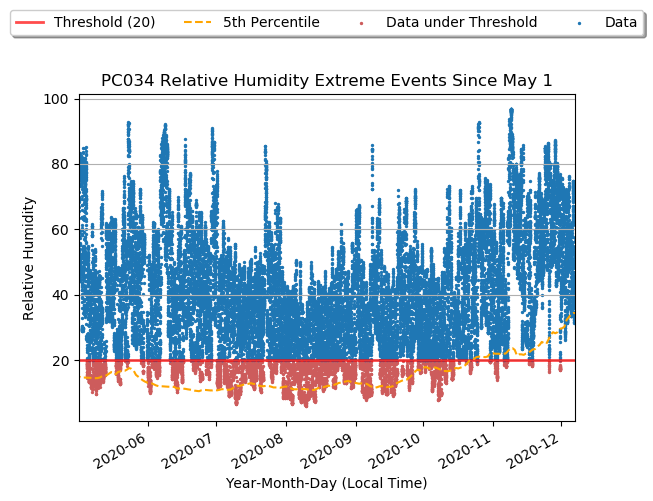 Threshold (20) 5th Percentile Data under Threshold Data
PC034 Relative Humidity Extreme Events Since May 1
100
80
60
40
20
Relative Humidity
2020-06 2020-07 2020-08 2020-09 2020-10 2020-11 2020-12
Year-Month-Day (Local Time)